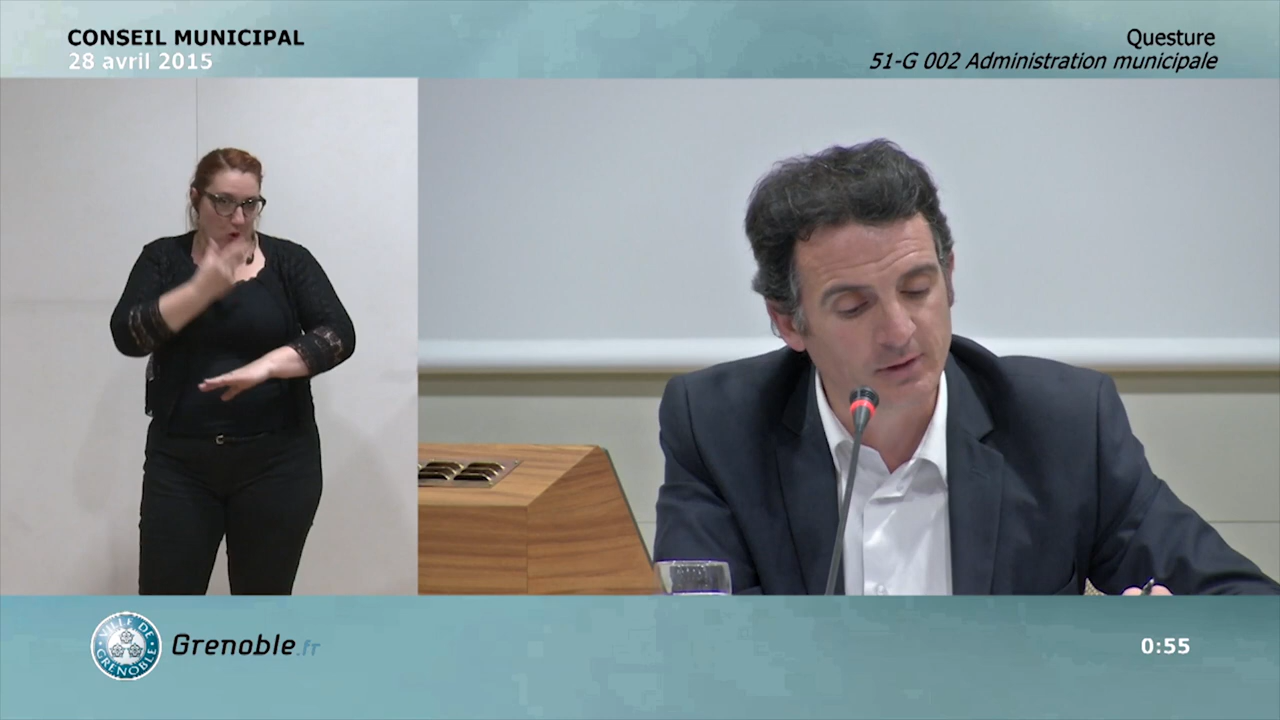 CONSEIL MUNICIPAL
28 avril 2015
Questure
51-G 002 Administration municipale
VILLE DE
GRENOBLE
Grenoble.fr
0:55